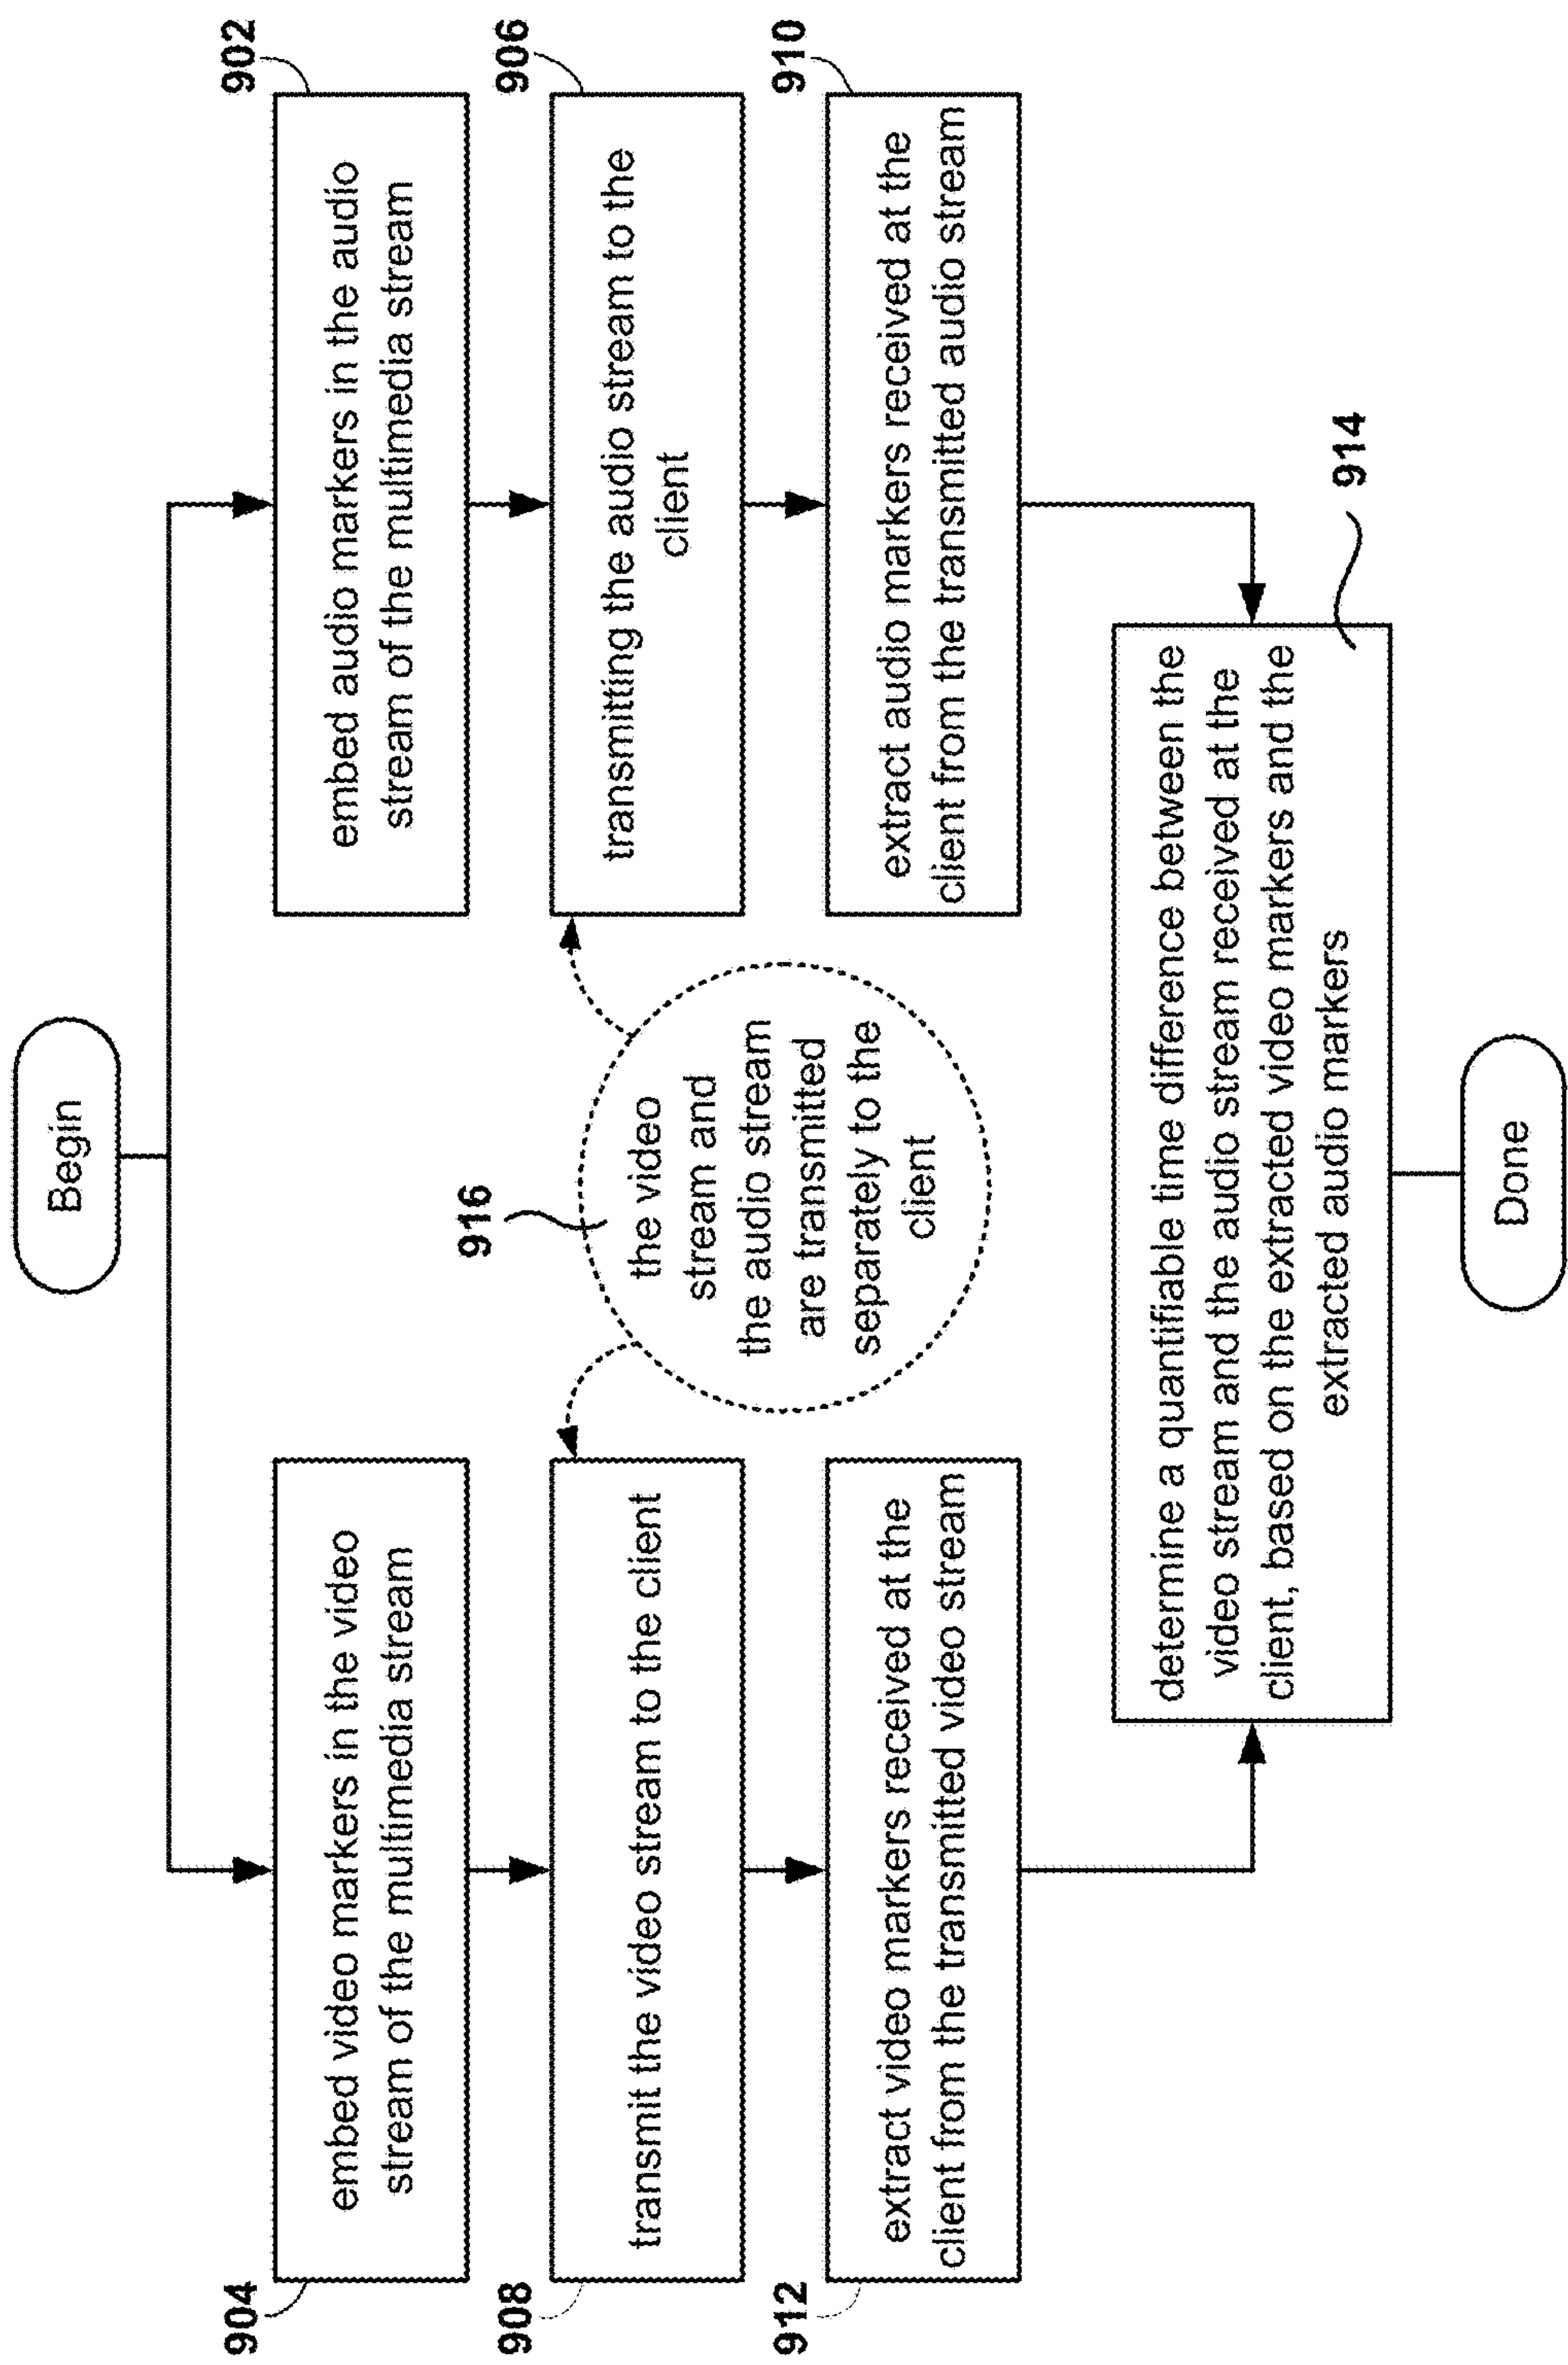 Begin
904
embed video markers in the video
stream of the multimedia stream
902
embed audio markers in the audio
stream of the multimedia stream
908
transmit the video stream to the client
906
transmitting the audio stream to the
client
916
the video
stream and
the audio stream
are transmitted
separately to the
client
912
extract video markers received at the
client from the transmitted video stream
910
extract audio markers received at the
client from the transmitted audio stream
914
determine a quantifiable time difference between the
video stream and the audio stream received at the
client, based on the extracted video markers and the
extracted audio markers
Done